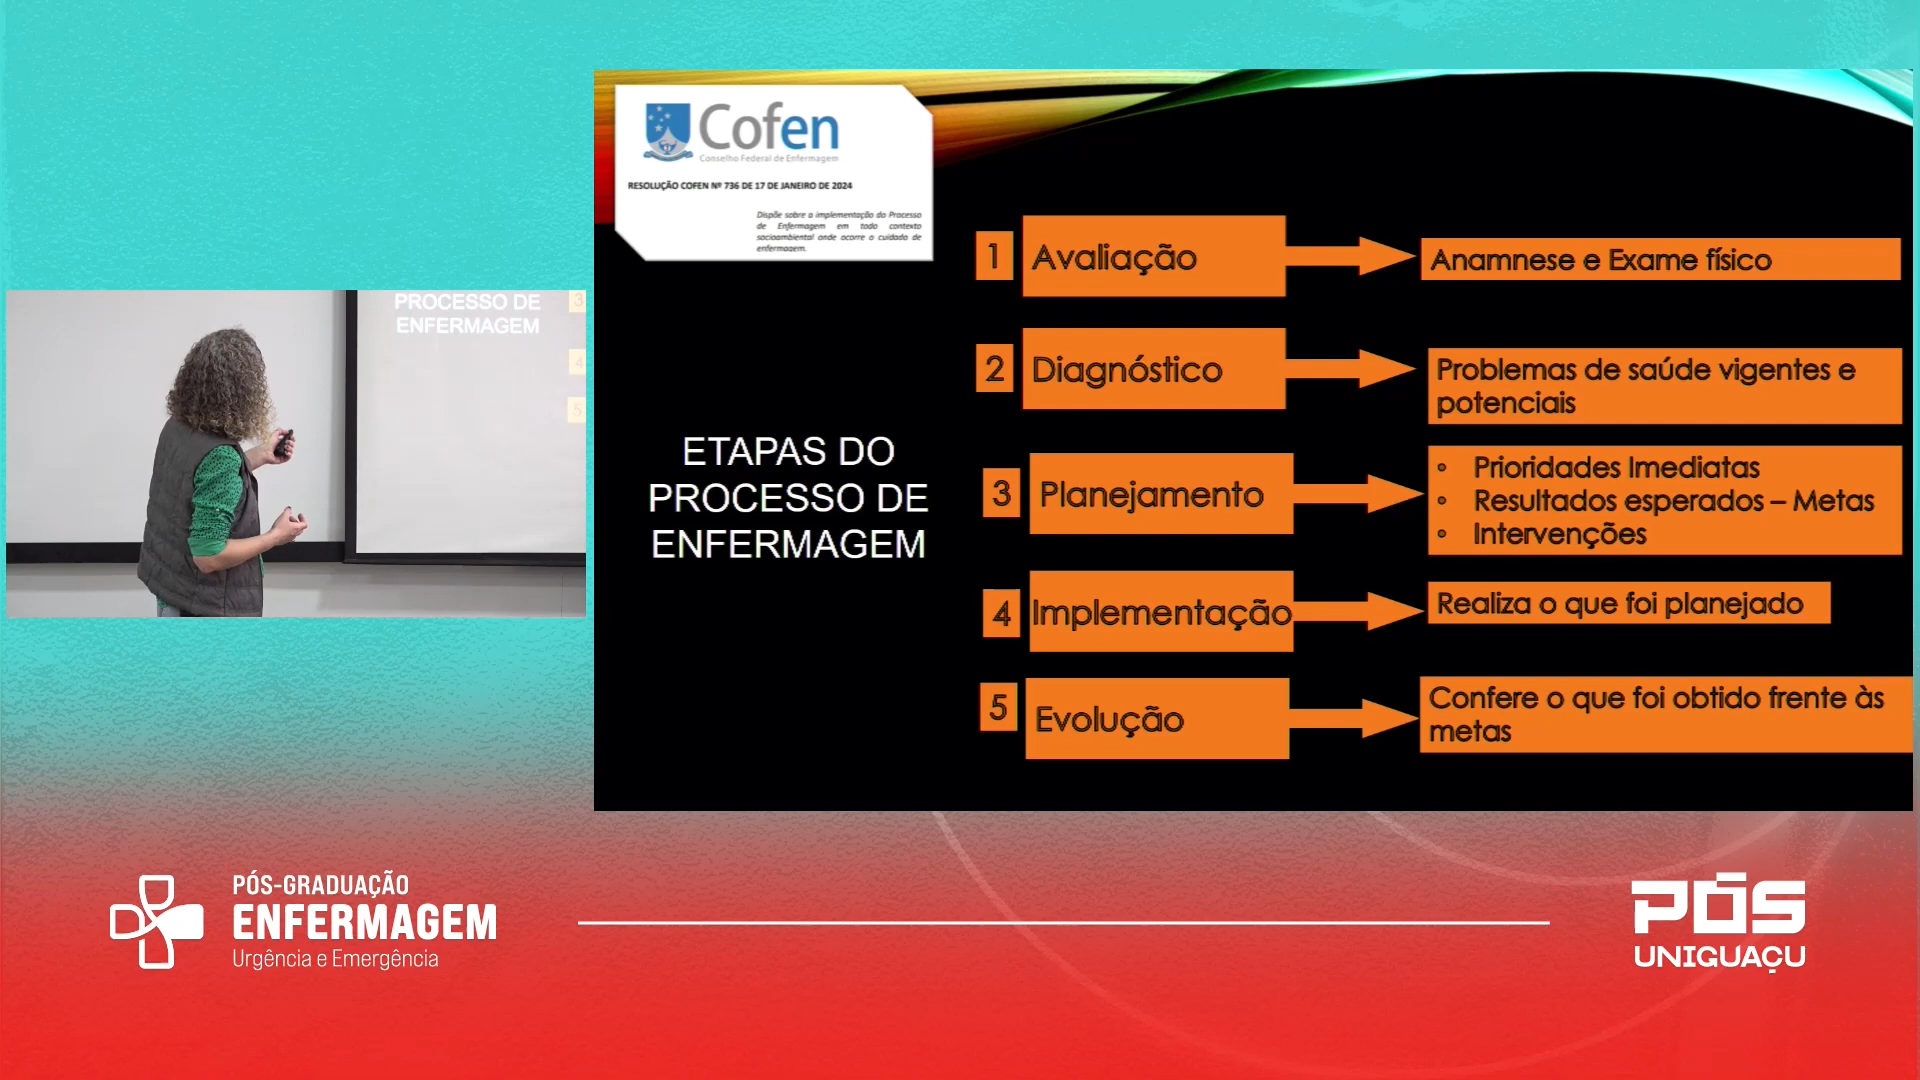 Cofen
Conselho Federal de Enfermagem
RESOLUÇÃO COFEN Nº 736 DE 17 DE JANEIRO DE 2024
Dispõe sobre a implementação do Processo
de Enfermagem em todo contexto
socioambiental onde ocorre o cuidado de
enfermagem.
ETAPAS DO
PROCESSO DE
ENFERMAGEM
1 Avaliação
Anamnese e Exame físico
2 Diagnóstico
Problemas de saúde vigentes e
potenciais
3 Planejamento
• Prioridades Imediatas
• Resultados esperados – Metas
• Intervenções
4 Implementação
Realiza o que foi planejado
5 Evolução
Confere o que foi obtido frente às
metas
PROCESSO DE
ENFERMAGEM
3
4
5
PÓS-GRADUAÇÃO
ENFERMAGEM
Urgência e Emergência
PÓS
UNIGUAÇU